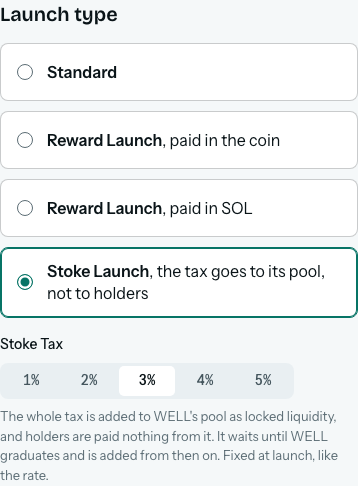 Launch type
Standard
Reward Launch, paid in the coin
Reward Launch, paid in SOL
Stoke Launch, the tax goes to its pool,
not to holders
Stoke Tax
1% 2% 3% 4% 5%
The whole tax is added to WELL's pool as locked liquidity,
and holders are paid nothing from it. It waits until WELL
graduates and is added from then on. Fixed at launch, like
the rate.